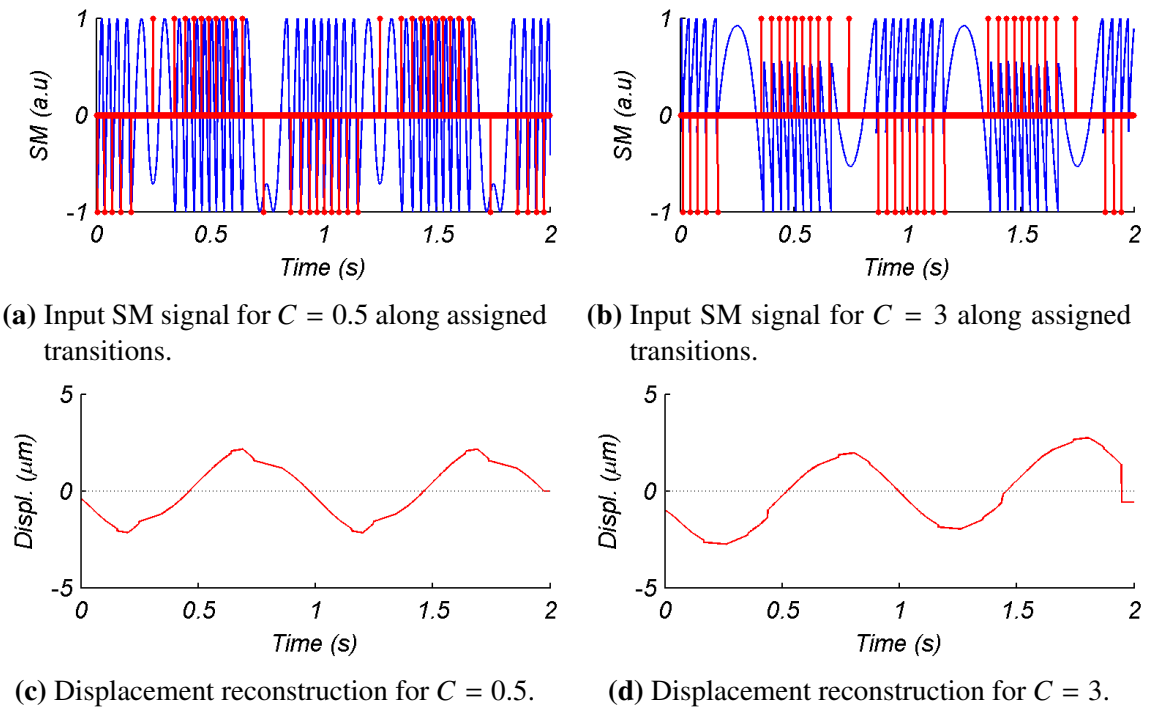 1
0
-1
SM (a.u)
0 0.5 1 1.5 2
Time (s)
1
0
-1
SM (a.u)
0 0.5 1 1.5 2
Time (s)
(a) Input SM signal for C = 0.5 along assigned
transitions.
(b) Input SM signal for C = 3 along assigned
transitions.
5
0
-5
Displ. (μm)
0 0.5 1 1.5 2
Time (s)
5
0
-5
Displ. (μm)
0 0.5 1 1.5 2
Time (s)
(c) Displacement reconstruction for C = 0.5.
(d) Displacement reconstruction for C = 3.